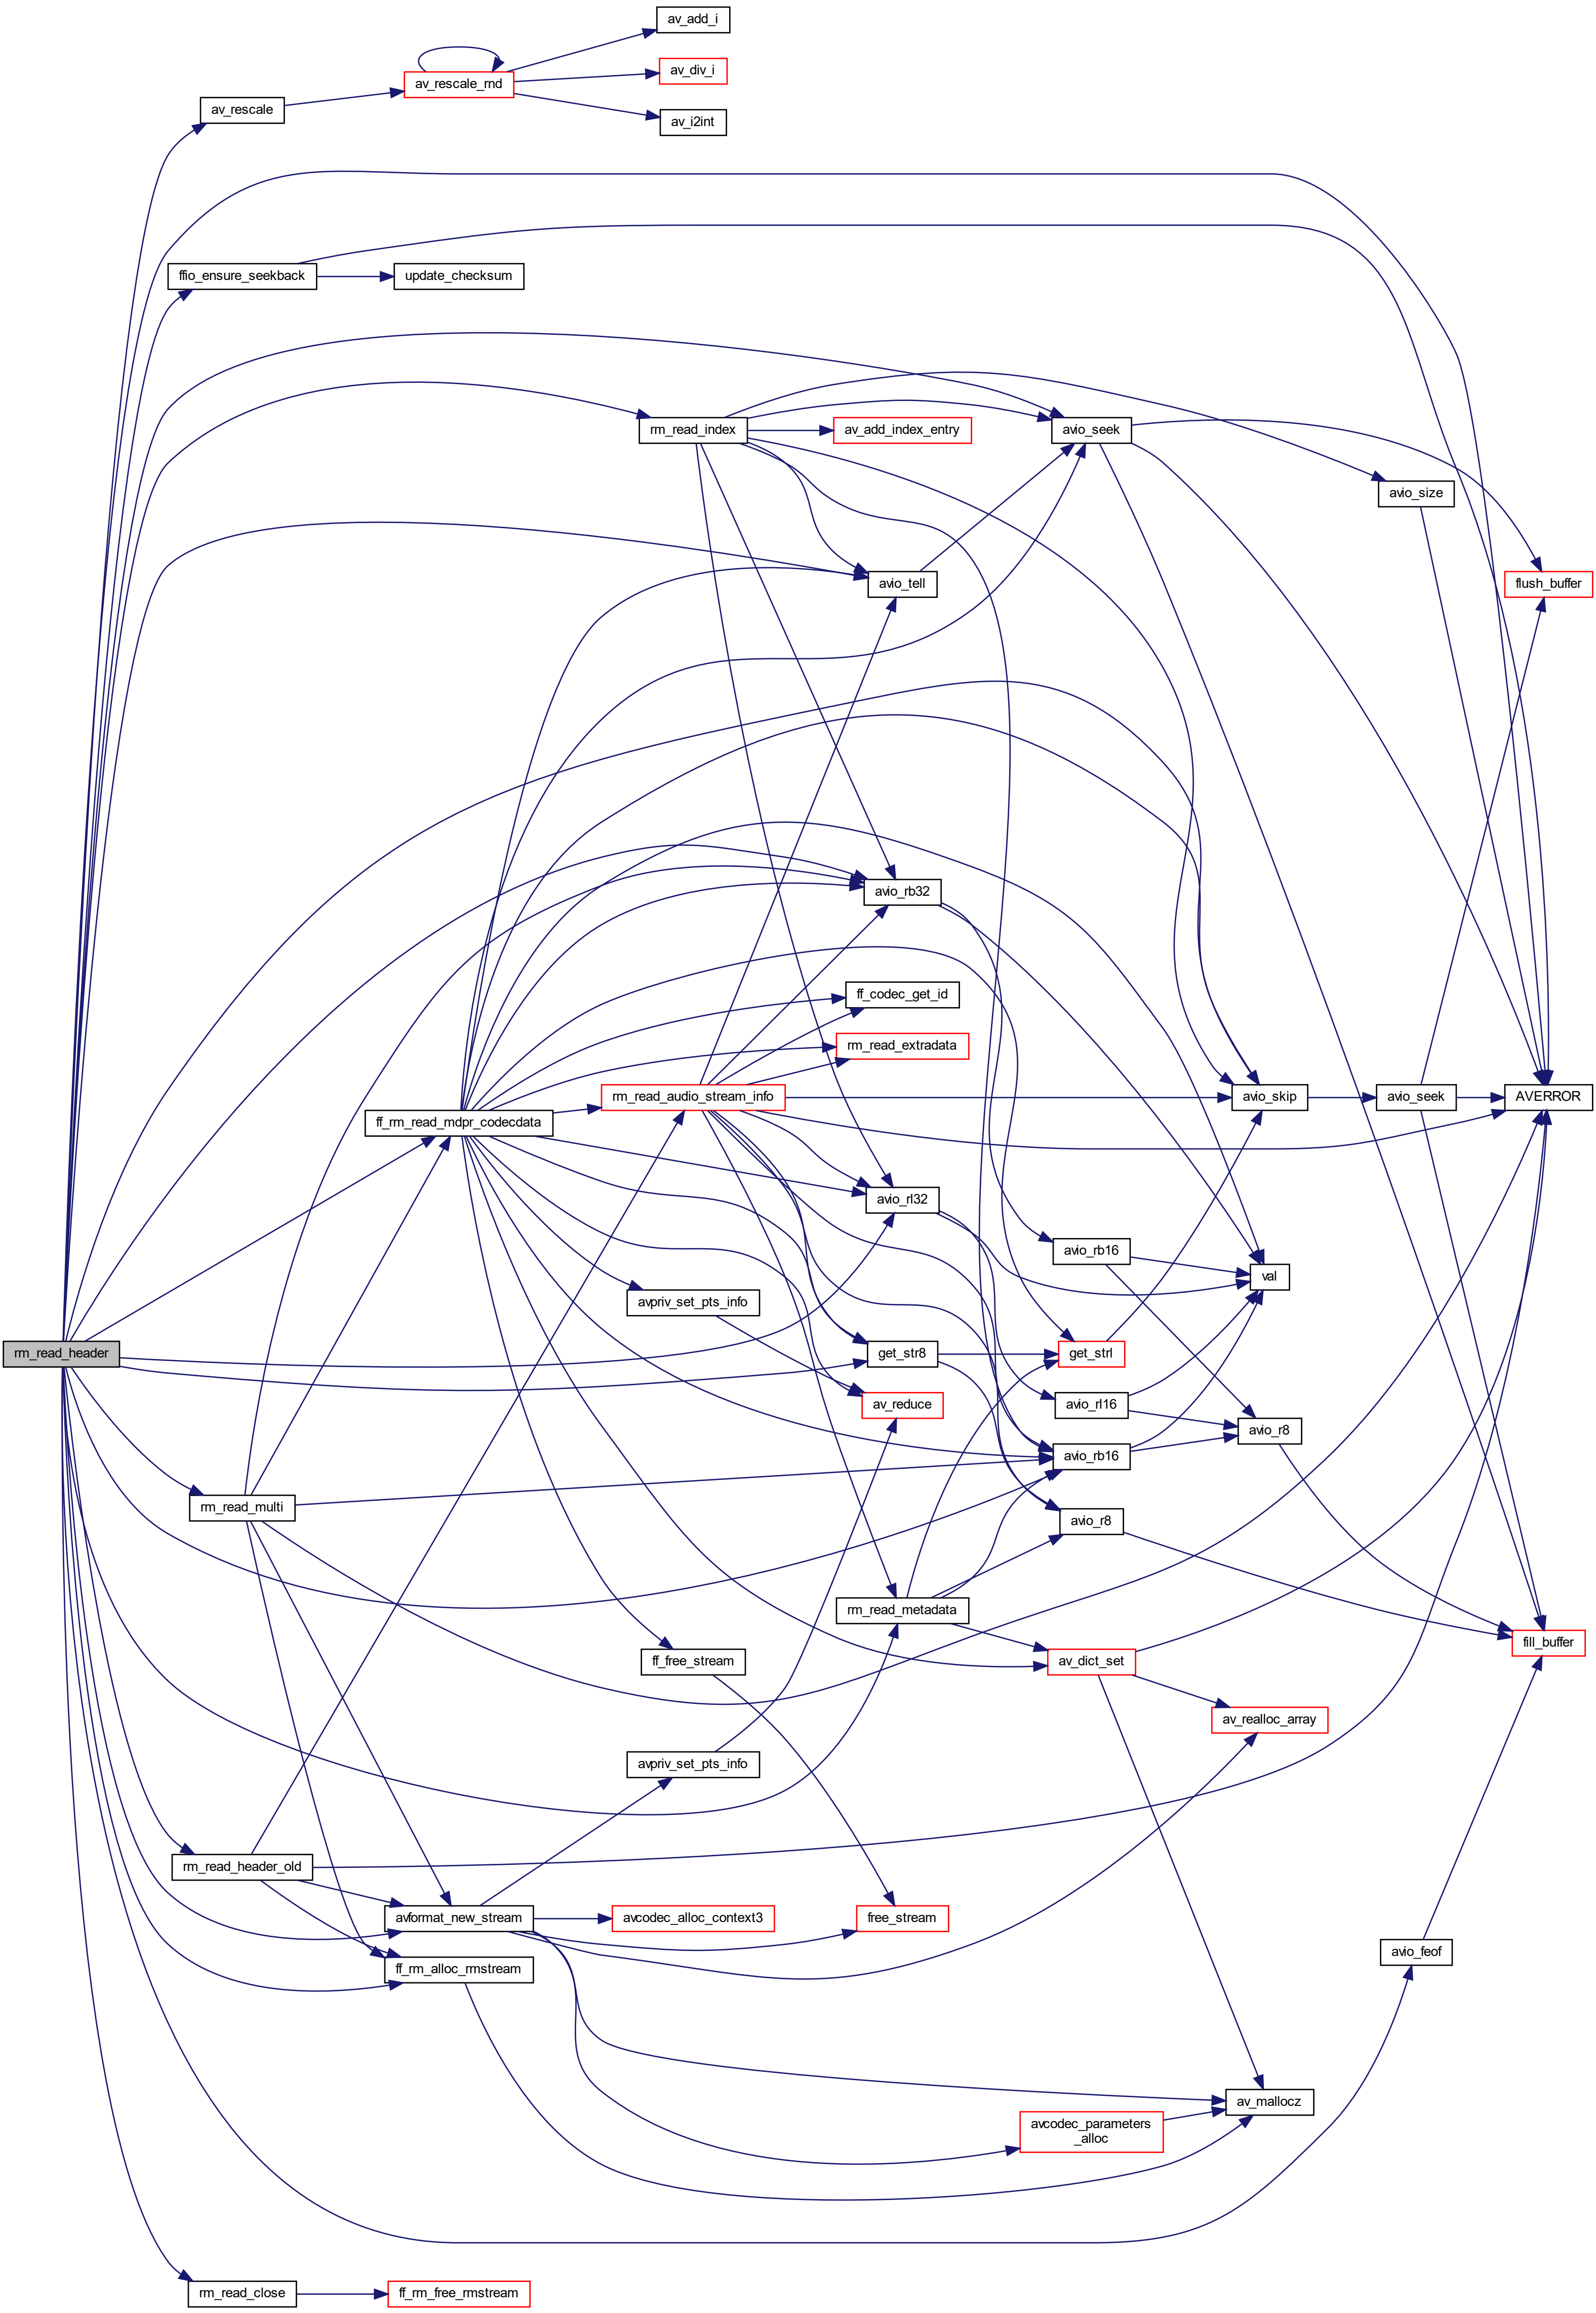 av_add_i
av_rescale_rnd
av_div_i
av_rescale
av_i2int
ffio_ensure_seekback
update_checksum
rm_read_index
av_add_index_entry
avio_seek
avio_size
avio_tell
flush_buffer
avio_rb32
ff_codec_get_id
rm_read_extradata
rm_read_audio_stream_info
avio_skip
avio_seek
AVERROR
ff_rm_read_mdpr_codecdata
avio_rl32
avio_rb16
val
avpriv_set_pts_info
rm_read_header
get_str8
get_strl
av_reduce
avio_rl16
avio_r8
avio_rb16
rm_read_multi
avio_r8
rm_read_metadata
fill_buffer
ff_free_stream
av_dict_set
av_realloc_array
avpriv_set_pts_info
rm_read_header_old
avformat_new_stream
avcodec_alloc_context3
free_stream
avio_feof
ff_rm_alloc_rmstream
av_mallocz
avcodec_parameters
_alloc
rm_read_close
ff_rm_free_rmstream